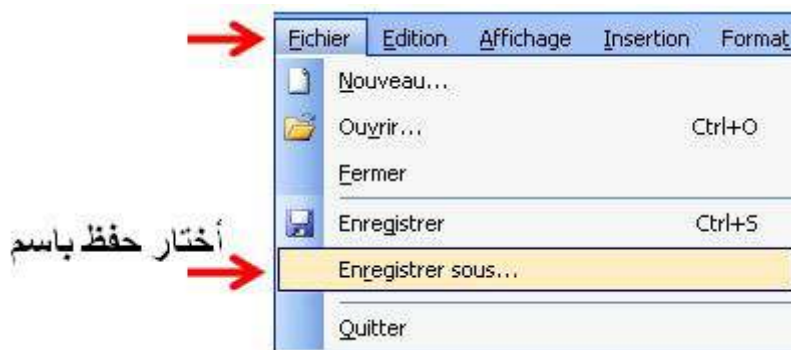 Fichier Edition Affichage Insertion Format
Nouveau...
Ouvrir... Ctrl+O
Fermer
Enregistrer Ctrl+S
أختار حفظ باسم
Enregistrer sous...
Quitter